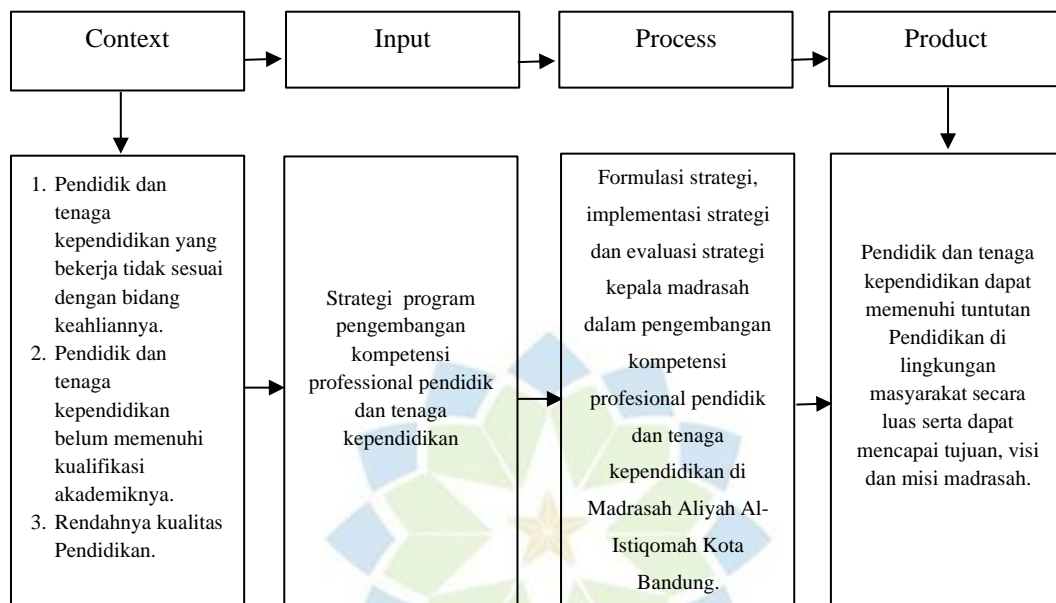 Context
Input
Process
Product
1. Pendidik dan
tenaga
kependidikan yang
bekerja tidak sesuai
dengan bidang
keahliannya.
2. Pendidik dan
tenaga
kependidikan
belum memenuhi
kualifikasi
akademiknya.
3. Rendahnya kualitas
Pendidikan.
Strategi program
pengembangan
kompetensi
professional pendidik
dan tenaga
kependidikan
Formulasi strategi,
implementasi strategi
dan evaluasi strategi
kepala madrasah
dalam pengembangan
kompetensi
profesional pendidik
dan tenaga
kependidikan di
Madrasah Aliyah Al-
Istiqomah Kota
Bandung.
Pendidik dan tenaga
kependidikan dapat
memenuhi tuntutan
Pendidikan di
lingkungan
masyarakat secara
luas serta dapat
mencapai tujuan, visi
dan misi madrasah.